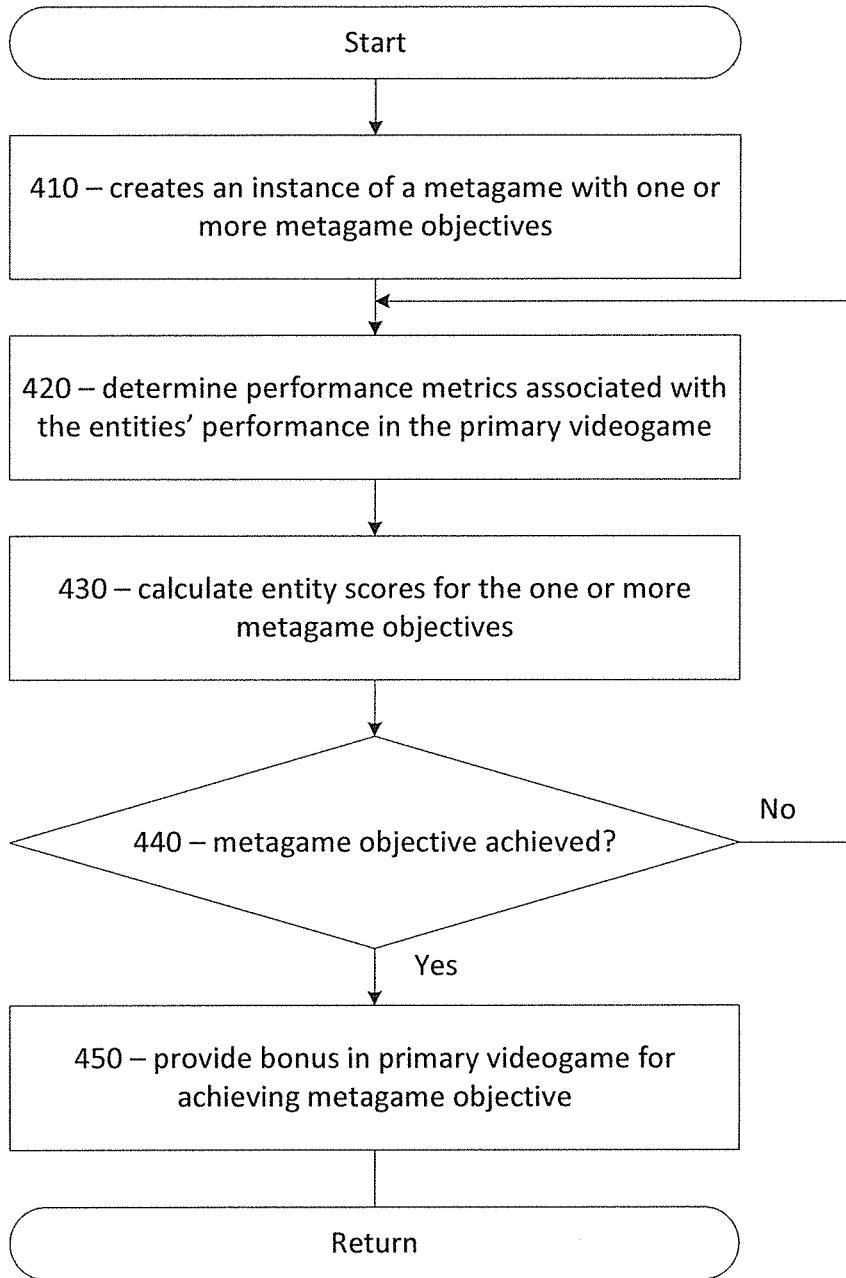 Start
410 – creates an instance of a metagame with one or
more metagame objectives
420 – determine performance metrics associated with
the entities’ performance in the primary videogame
430 – calculate entity scores for the one or more
metagame objectives
440 – metagame objective achieved?
No
Yes
450 – provide bonus in primary videogame for
achieving metagame objective
Return